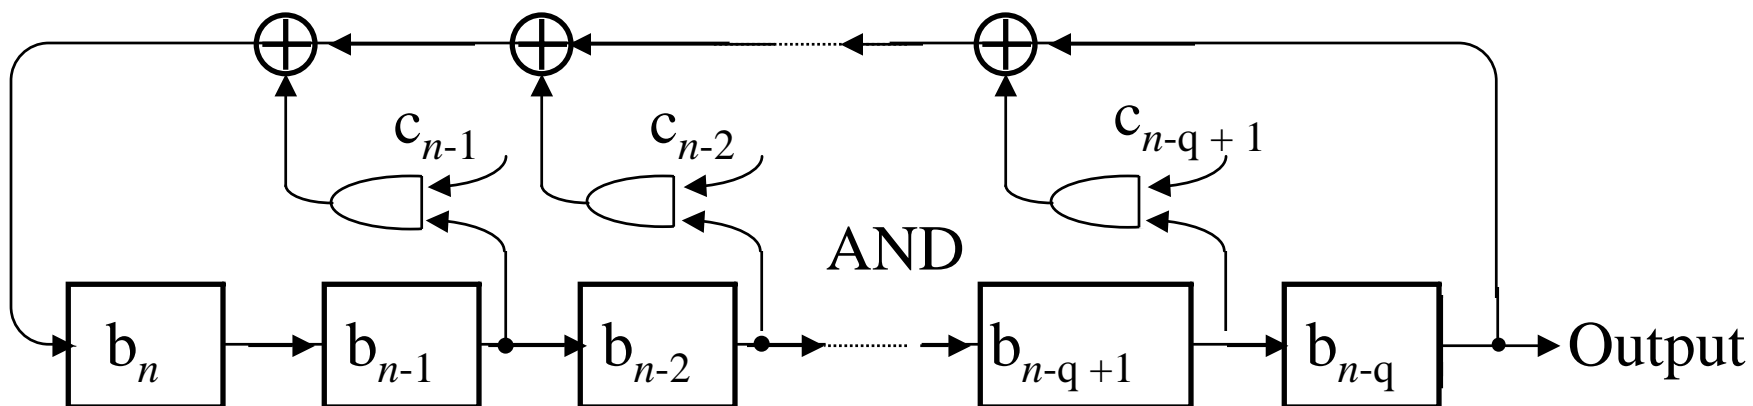 c_{n-1} c_{n-2} c_{n-q + 1}
AND
b_n b_{n-1} b_{n-2} b_{n-q +1} b_{n-q} Output